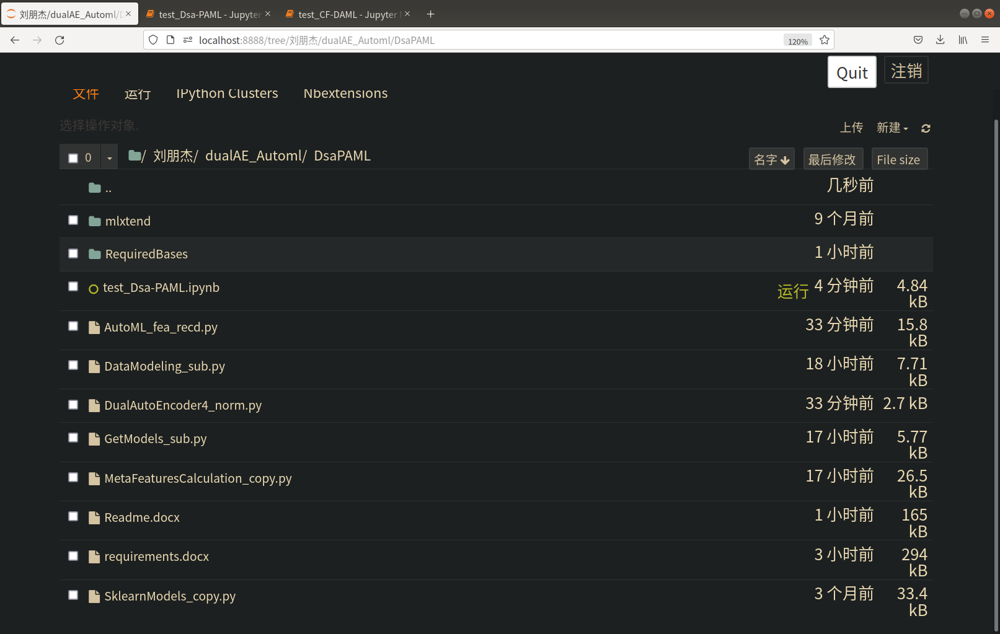 刘朋杰/dualAE_Automl/
test_Dsa-PAML - Jupyter
test_CF-DAML - Jupyter
localhost:8888/tree/刘朋杰/dualAE_Automl/DsaPAML
120%
Quit
注销
文件
运行
IPython Clusters
Nbextensions
选择操作对象.
上传
新建
0
/ 刘朋杰/ dualAE_Automl/ DsaPAML
名字
最后修改
File size
..
几秒前
mlxtend
9 个月前
RequiredBases
1 小时前
test_Dsa-PAML.ipynb
运行
4 分钟前
4.84
kB
AutoML_fea_recd.py
33 分钟前
15.8
kB
DataModeling_sub.py
18 小时前
7.71
kB
DualAutoEncoder4_norm.py
33 分钟前
2.7 kB
GetModels_sub.py
17 小时前
5.77
kB
MetaFeaturesCalculation_copy.py
17 小时前
26.5
kB
Readme.docx
1 小时前
165
kB
requirements.docx
3 小时前
294
kB
SklearnModels_copy.py
3 个月前
33.4
kB